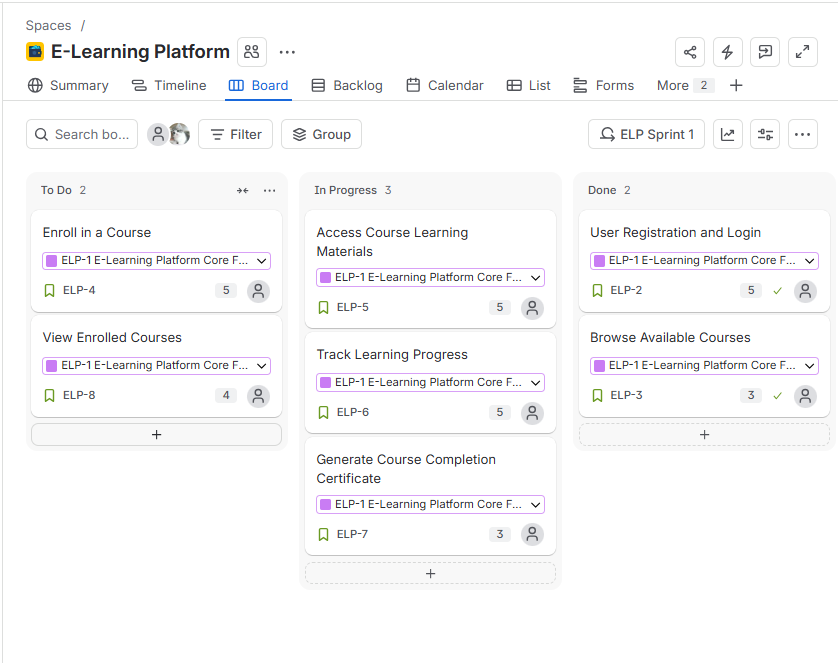 Spaces /
E-Learning Platform
Summary Timeline Board Backlog Calendar List Forms More 2
Search bo... Filter Group ELP Sprint 1
To Do 2
Enroll in a Course
ELP-1 E-Learning Platform Core F...
ELP-4 5
View Enrolled Courses
ELP-1 E-Learning Platform Core F...
ELP-8 4
+
In Progress 3
Access Course Learning
Materials
ELP-1 E-Learning Platform Core F...
ELP-5 5
Track Learning Progress
ELP-1 E-Learning Platform Core F...
ELP-6 5
Generate Course Completion
Certificate
ELP-1 E-Learning Platform Core F...
ELP-7 3
+
Done 2
User Registration and Login
ELP-1 E-Learning Platform Core F...
ELP-2 5
Browse Available Courses
ELP-1 E-Learning Platform Core F...
ELP-3 3
+